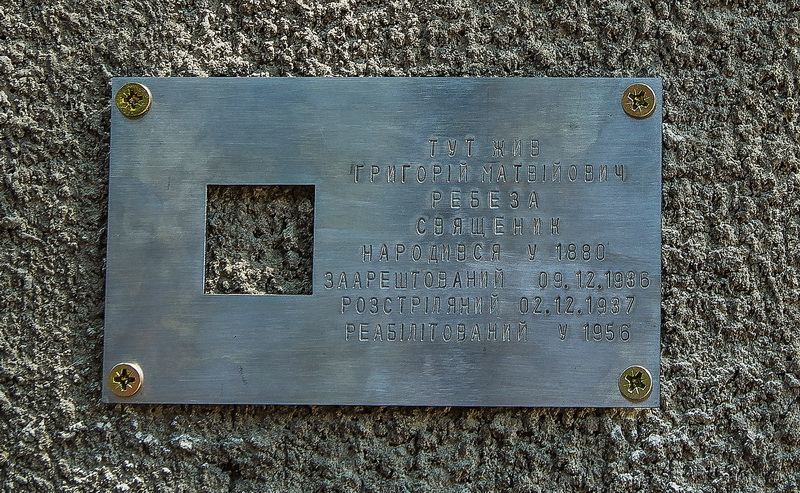 ТУТ ЖИВ
ГРИГОРІЙ МАТВІЙОВИЧ
РЕБЕЗА
СВЯЩЕНИК
НАРОДИВСЯ У 1880
ЗААРЕШТОВАНИЙ 09.12.1936
РОЗСТРІЛЯНИЙ 02.12.1937
РЕАБІЛІТОВАНИЙ У 1956